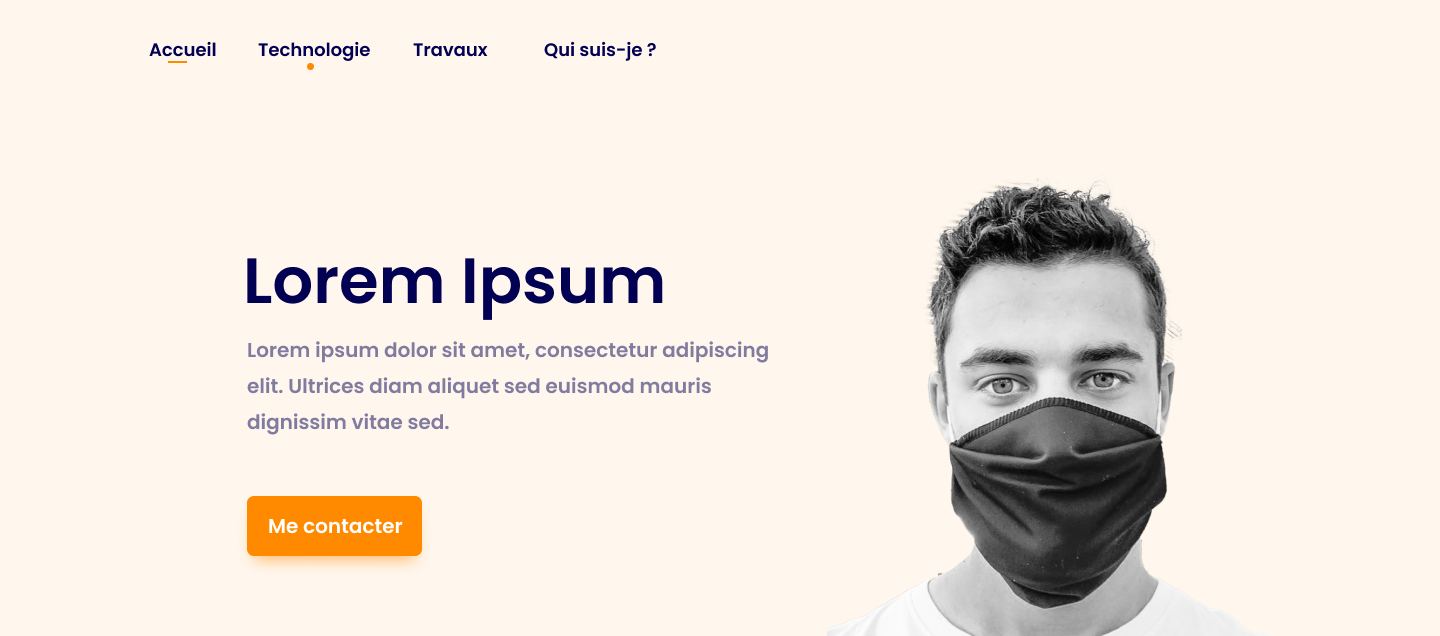 Accueil Technologie Travaux Qui suis-je ?
Lorem Ipsum
Lorem ipsum dolor sit amet, consectetur adipiscing
elit. Ultrices diam aliquet sed euismod mauris
dignissim vitae sed.
Me contacter